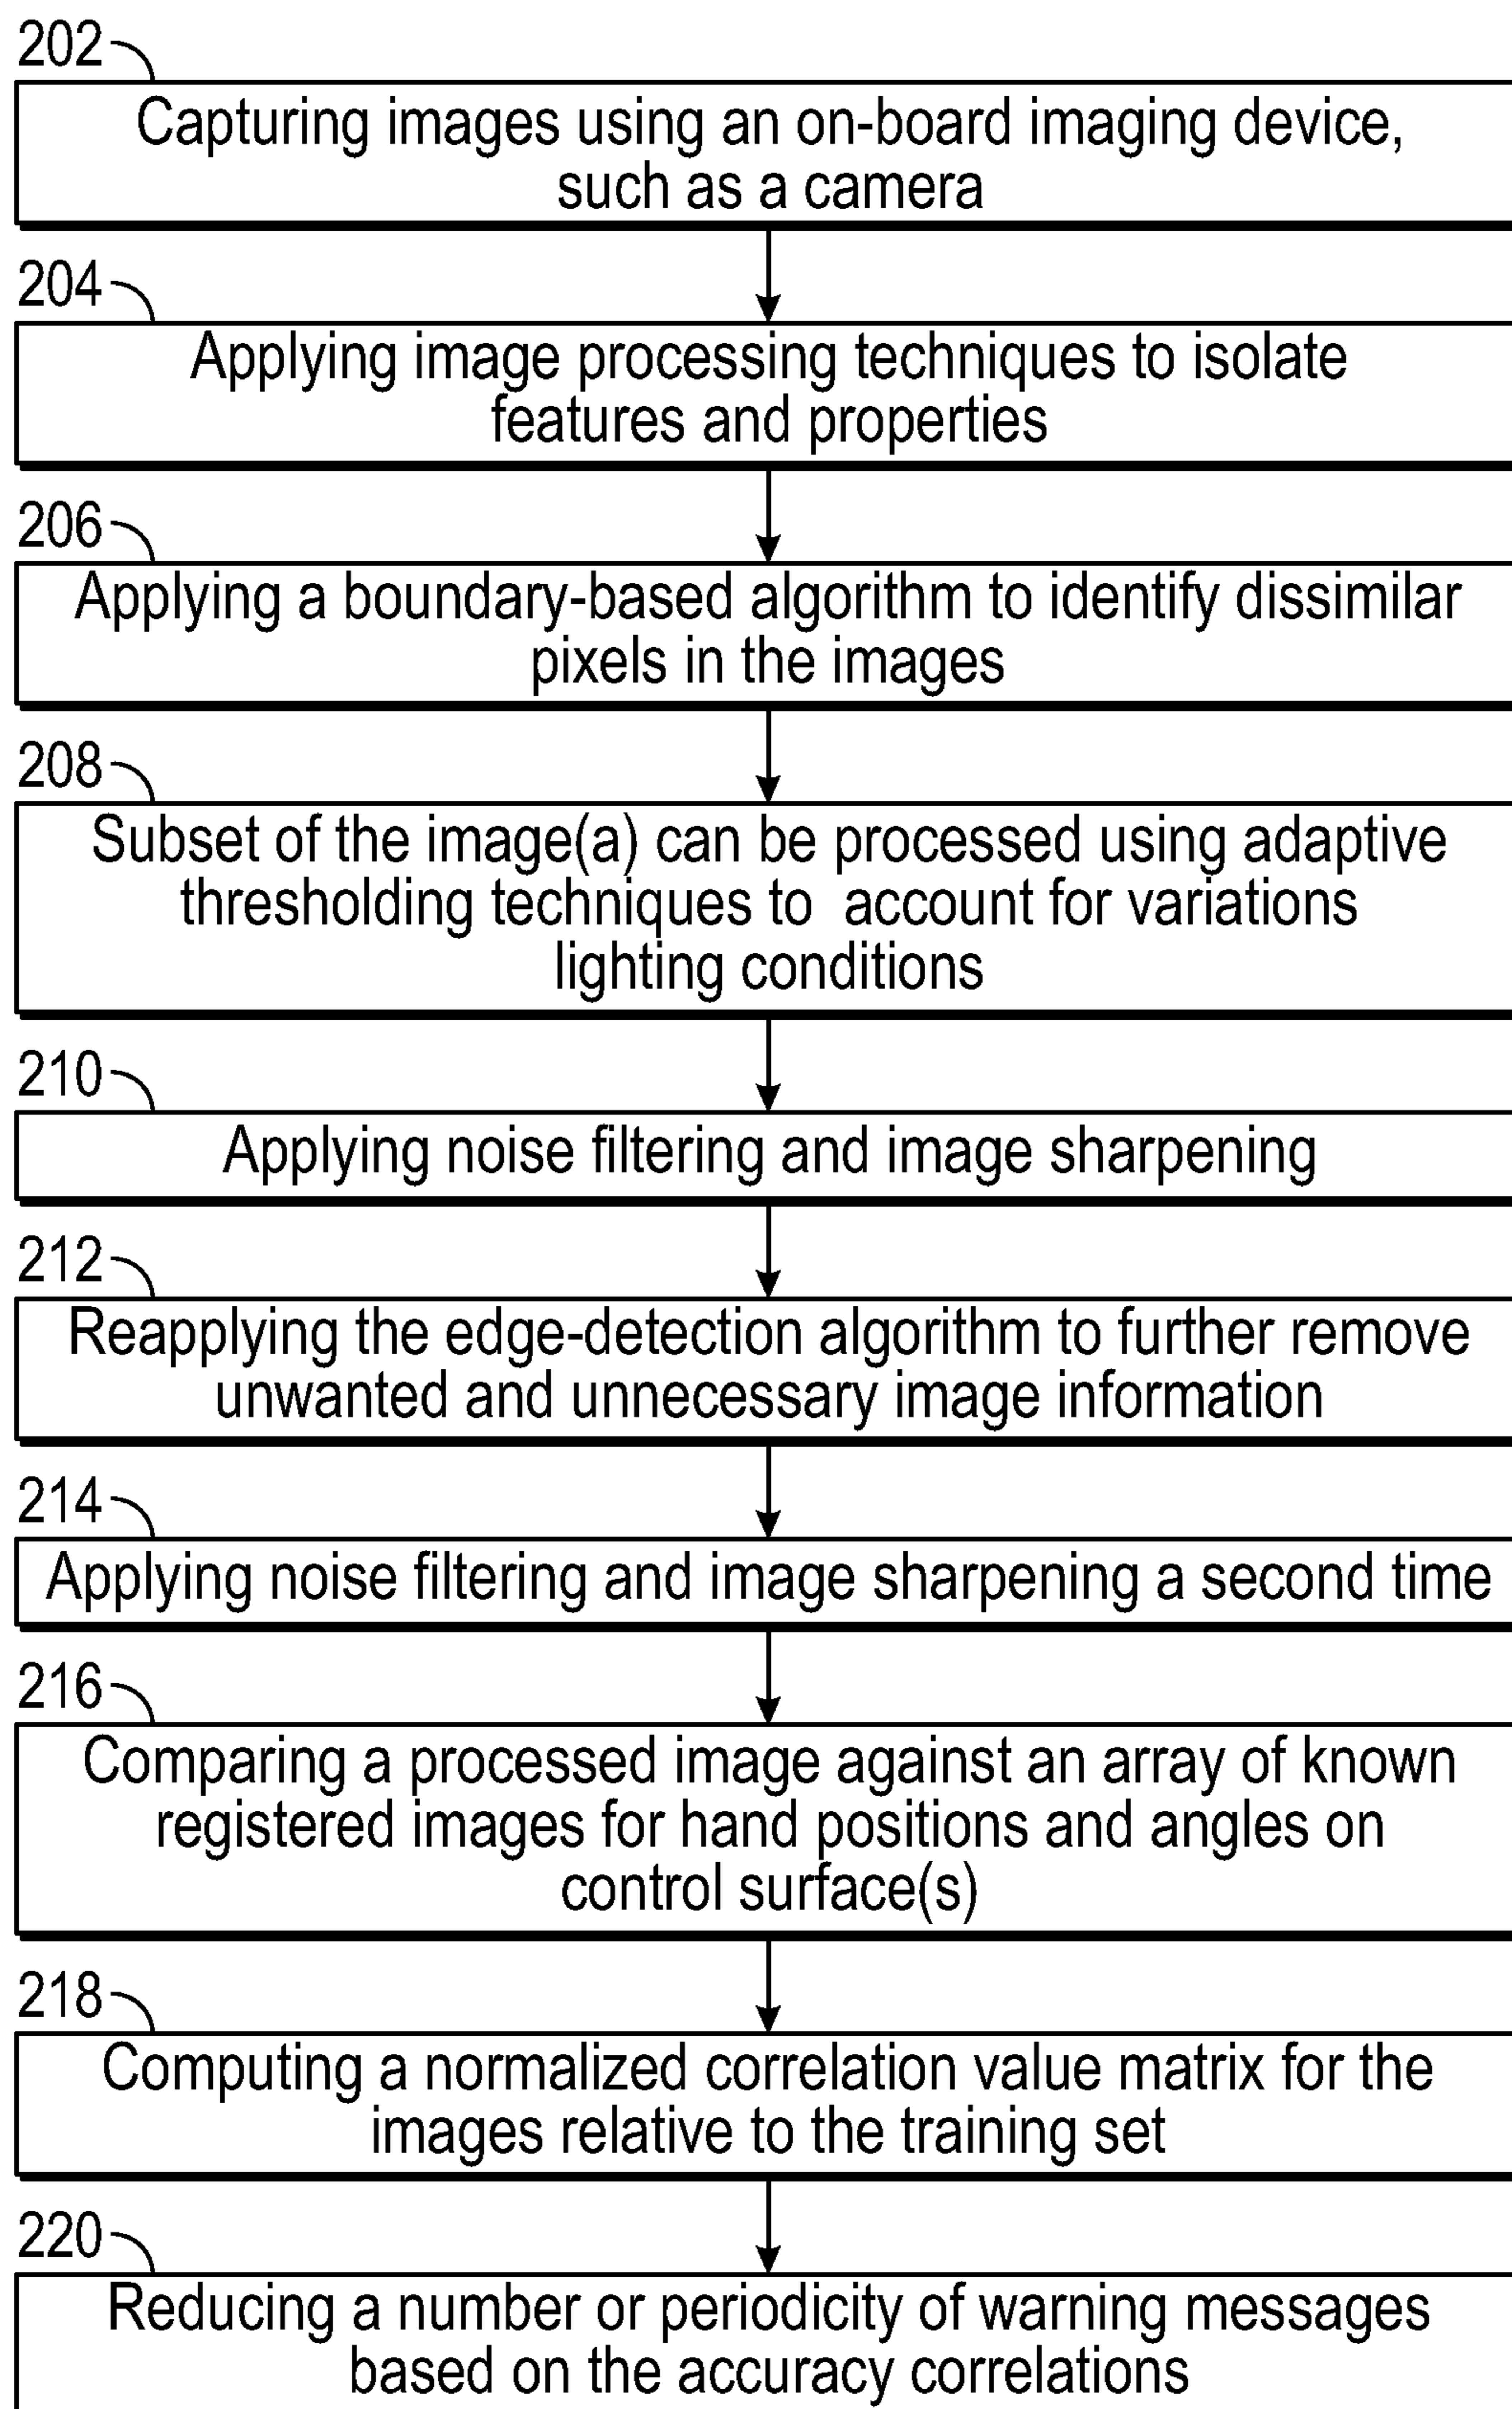 202
Capturing images using an on-board imaging device,
such as a camera
204
Applying image processing techniques to isolate
features and properties
206
Applying a boundary-based algorithm to identify dissimilar
pixels in the images
208
Subset of the image(a) can be processed using adaptive
thresholding techniques to account for variations
lighting conditions
210
Applying noise filtering and image sharpening
212
Reapplying the edge-detection algorithm to further remove
unwanted and unnecessary image information
214
Applying noise filtering and image sharpening a second time
216
Comparing a processed image against an array of known
registered images for hand positions and angles on
control surface(s)
218
Computing a normalized correlation value matrix for the
images relative to the training set
220
Reducing a number or periodicity of warning messages
based on the accuracy correlations